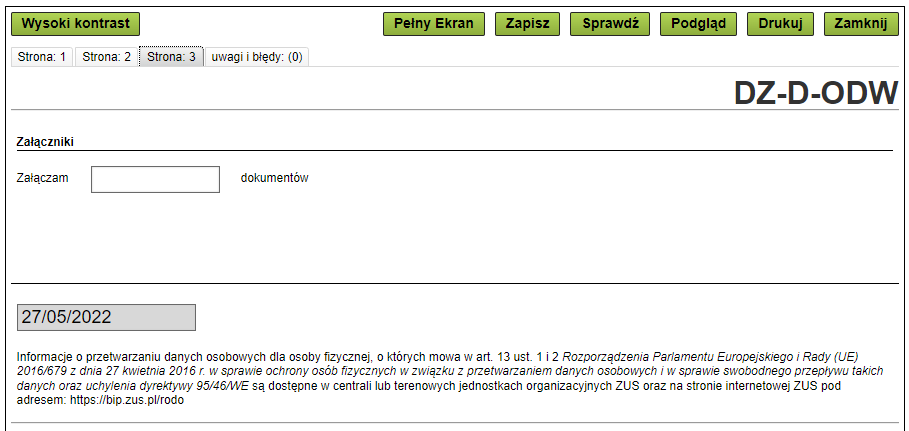 Wysoki kontrast Pełny Ekran Zapisz Sprawdź Podgląd Drukuj Zamknij
Strona: 1 Strona: 2 Strona: 3 uwagi i błędy: (0)
DZ-D-ODW
Załączniki
Załączam dokumentów
27/05/2022
Informacje o przetwarzaniu danych osobowych dla osoby fizycznej, o których mowa w art. 13 ust. 1 i 2 Rozporządzenia Parlamentu Europejskiego i Rady (UE)
2016/679 z dnia 27 kwietnia 2016 r. w sprawie ochrony osób fizycznych w związku z przetwarzaniem danych osobowych i w sprawie swobodnego przepływu takich
danych oraz uchylenia dyrektywy 95/46/WE są dostępne w centrali lub terenowych jednostkach organizacyjnych ZUS oraz na stronie internetowej ZUS pod
adresem: https://bip.zus.pl/rodo